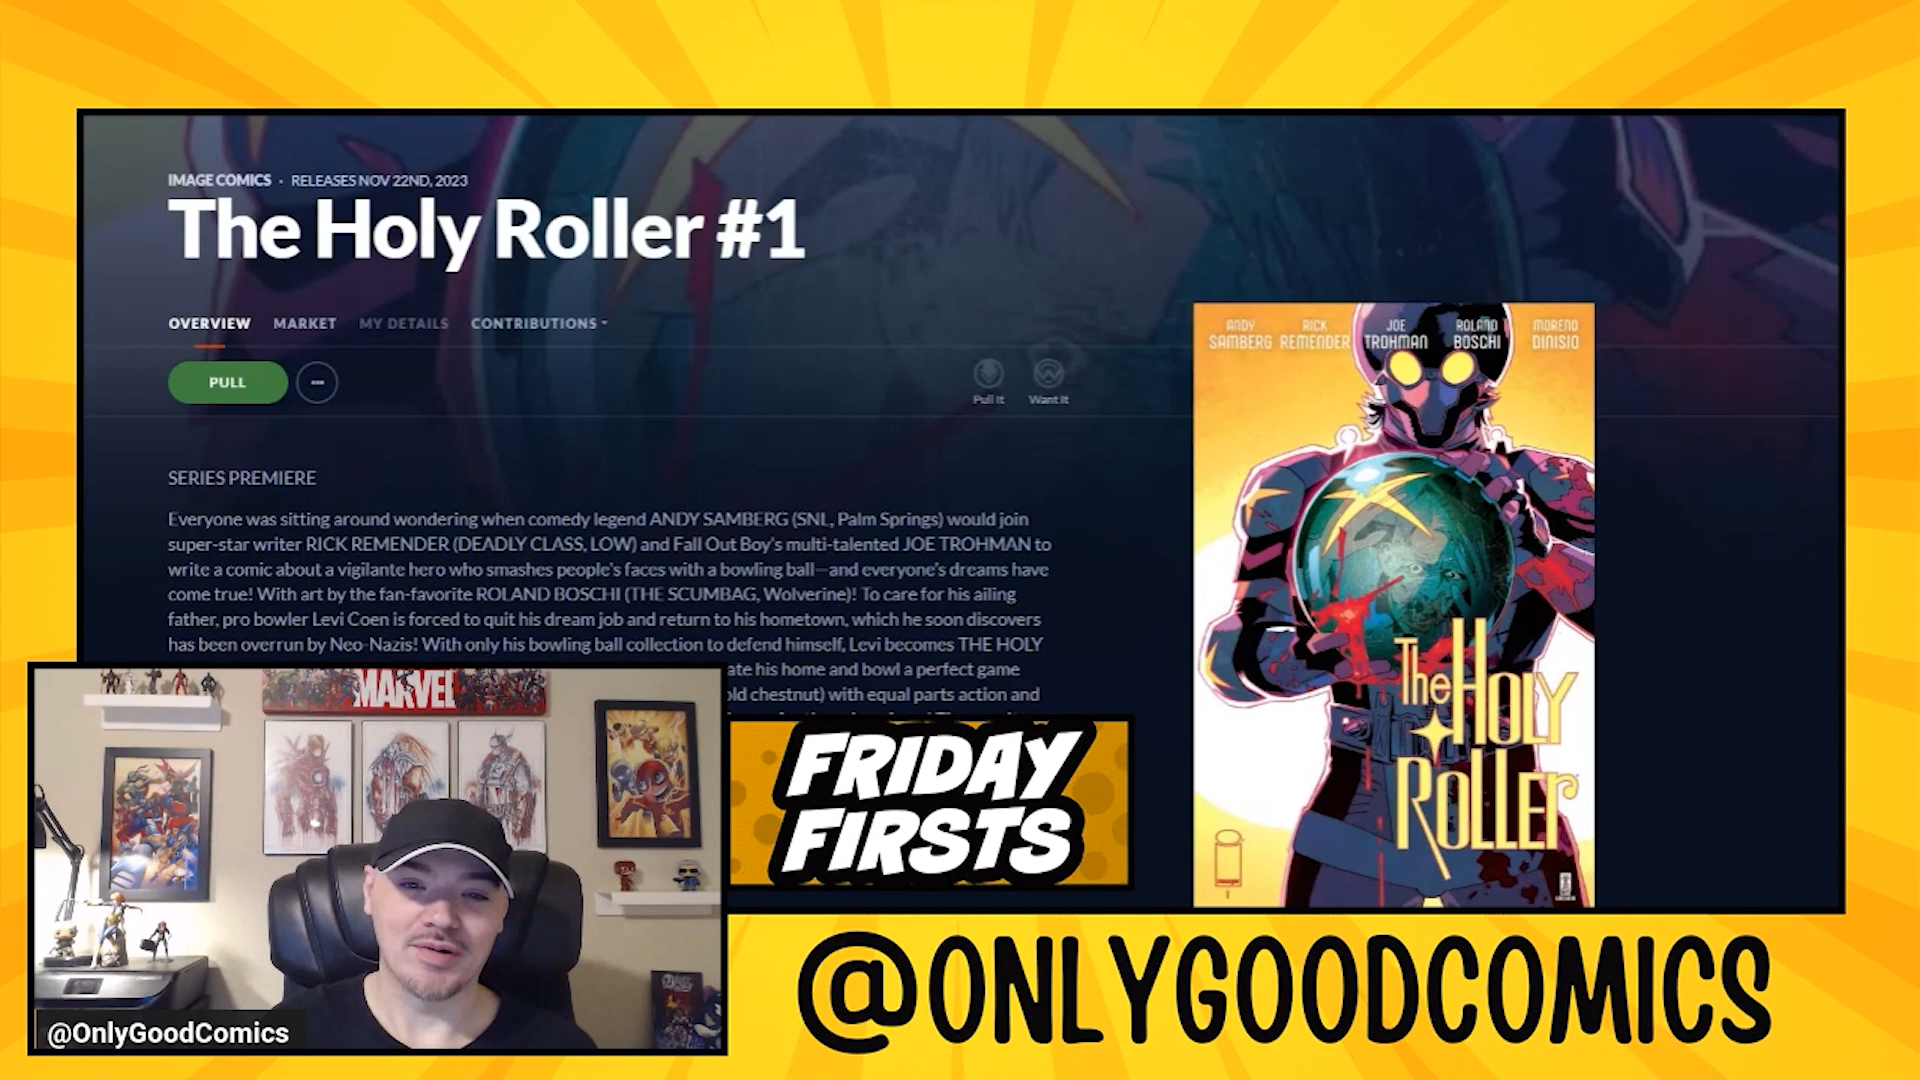 IMAGE COMICS · RELEASES NOV 22ND, 2023
The Holy Roller #1
OVERVIEW MARKET MY DETAILS CONTRIBUTIONS
PULL
Pull It Want It
SERIES PREMIERE
Everyone was sitting around wondering when comedy legend ANDY SAMBERG (SNL, Palm Springs) would join
super-star writer RICK REMENDER (DEADLY CLASS, LOW) and Fall Out Boy's multi-talented JOE TROHMAN to
write a comic about a vigilante hero who smashes people's faces with a bowling ball—and everyone's dreams have
come true! With art by the fan-favorite ROLAND BOSCHI (THE SCUMBAG, Wolverine)! To care for his ailing
father, pro bowler Levi Coen is forced to quit his dream job and return to his hometown, which he soon discovers
has been overrun by Neo-Nazis! With only his bowling ball collection to defend himself, Levi becomes THE HOLY
ate his home and bowl a perfect game
old chestnut) with equal parts action and
ANDY SAMBERG
RICK REMENDER
JOE TROHMAN
ROLAND BOSCHI
MORENO DINISIO
The HOLY
ROLLER
MARVEL
FRIDAY
FIRSTS
@OnlyGoodComics
@ONLYGOODCOMICS